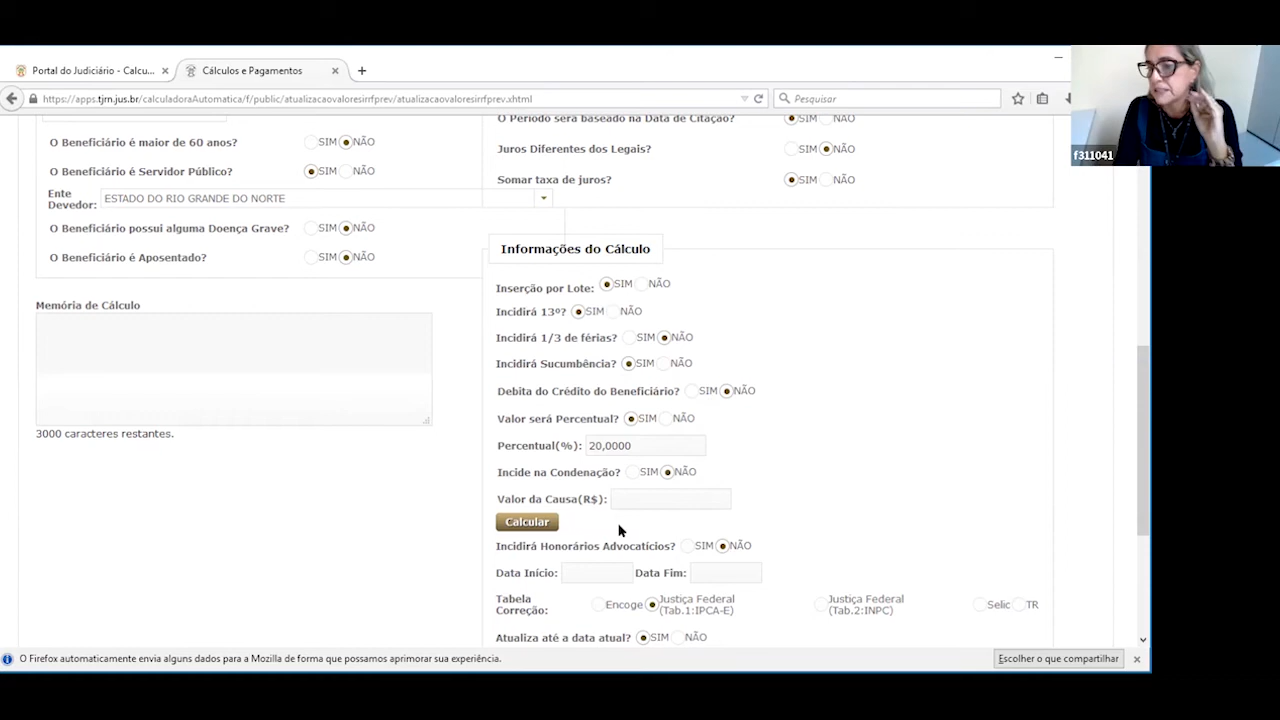 Portal do Judiciário - Calcu... × Cálculos e Pagamentos × +
https://apps.tjrn.jus.br/calculadoraAutomatica/f/public/atualizacaovaloresirrfprev/atualizacaovaloresirrfprev.xhtml Pesquisar
f311041
O Beneficiário é maior de 60 anos? SIM NÃO
O Beneficiário é Servidor Público? SIM NÃO
Ente Devedor: ESTADO DO RIO GRANDE DO NORTE
O Beneficiário possui alguma Doença Grave? SIM NÃO
O Beneficiário é Aposentado? SIM NÃO
Memória de Cálculo
3000 caracteres restantes.
O Período será baseado na Data de Citação? SIM NÃO
Juros Diferentes dos Legais? SIM NÃO
Somar taxa de juros? SIM NÃO
Informações do Cálculo
Inserção por Lote: SIM NÃO
Incidirá 13º? SIM NÃO
Incidirá 1/3 de férias? SIM NÃO
Incidirá Sucumbência? SIM NÃO
Debita do Crédito do Beneficiário? SIM NÃO
Valor será Percentual? SIM NÃO
Percentual(%): 20,0000
Incide na Condenação? SIM NÃO
Valor da Causa(R$):
Calcular
Incidirá Honorários Advocatícios? SIM NÃO
Data Início: Data Fim:
Tabela Correção: Encoge Justiça Federal (Tab.1:IPCA-E) Justiça Federal (Tab.2:INPC) Selic TR
Atualiza até a data atual? SIM NÃO
O Firefox automaticamente envia alguns dados para a Mozilla de forma que possamos aprimorar sua experiência. Escolher o que compartilhar ×